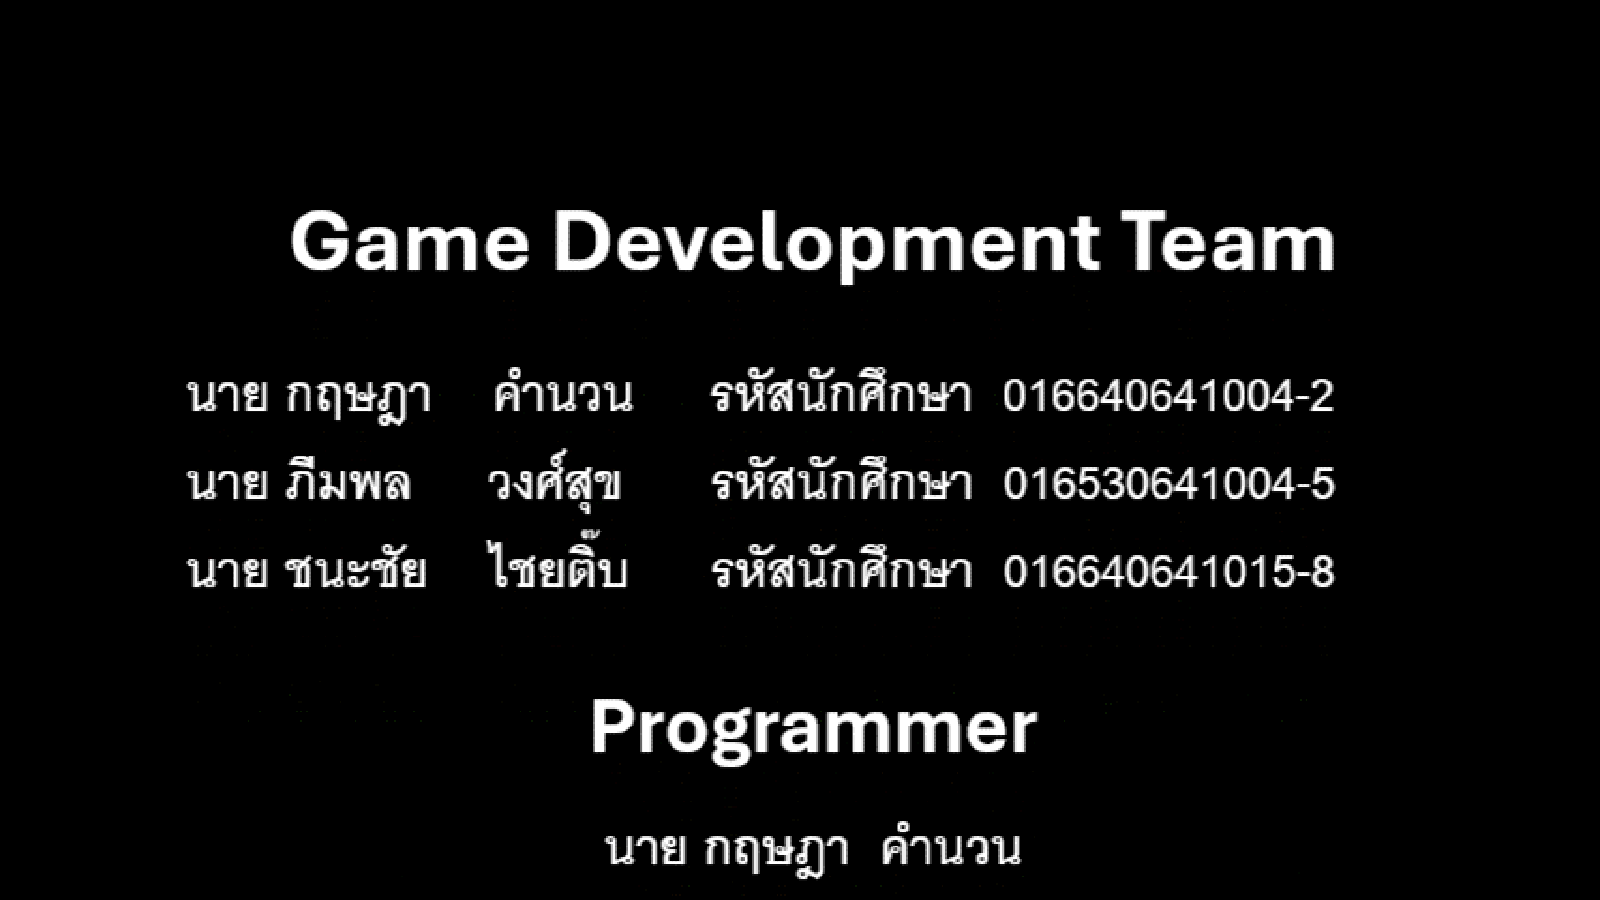 Game Development Team
นาย กฤษฎา คำนวน รหัสนักศึกษา 016640641004-2
นาย ภีมพล วงศ์สุข รหัสนักศึกษา 016530641004-5
นาย ชนะชัย ไชยติ๊บ รหัสนักศึกษา 016640641015-8
Programmer
นาย กฤษฎา คำนวน